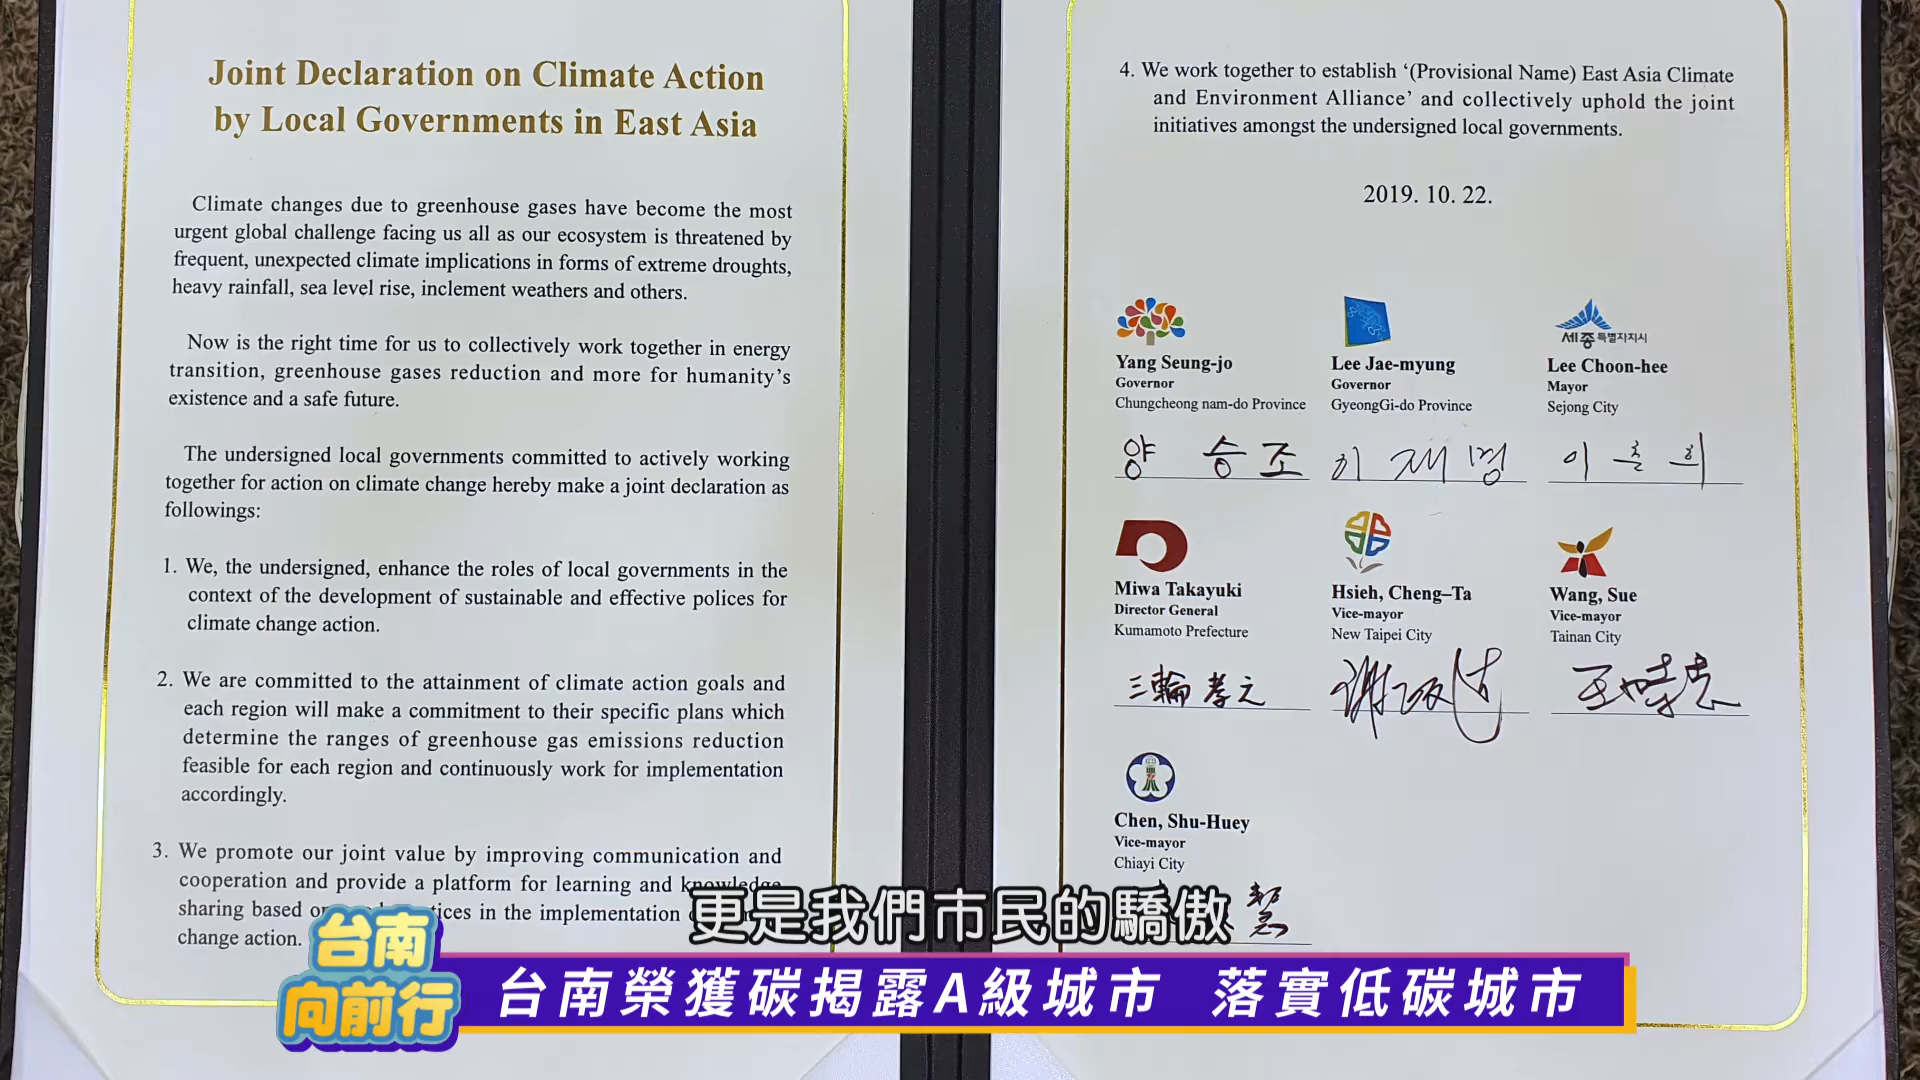 Joint Declaration on Climate Action
by Local Governments in East Asia
Climate changes due to greenhouse gases have become the most
urgent global challenge facing us all as our ecosystem is threatened by
frequent, unexpected climate implications in forms of extreme droughts,
heavy rainfall, sea level rise, inclement weathers and others.
Now is the right time for us to collectively work together in energy
transition, greenhouse gases reduction and more for humanity's
existence and a safe future.
The undersigned local governments committed to actively working
together for action on climate change hereby make a joint declaration as
followings:
1. We, the undersigned, enhance the roles of local governments in the
context of the development of sustainable and effective polices for
climate change action.
2. We are committed to the attainment of climate action goals and
each region will make a commitment to their specific plans which
determine the ranges of greenhouse gas emissions reduction
feasible for each region and continuously work for implementation
accordingly.
3. We promote our joint value by improving communication and
cooperation and provide a platform for learning and knowledge
sharing based in the implementation
change action.
4. We work together to establish ‘(Provisional Name) East Asia Climate
and Environment Alliance’ and collectively uphold the joint
initiatives amongst the undersigned local governments.
2019. 10. 22.
세종특별자치시
Yang Seung-jo
Governor
Chungcheong nam-do Province
양 승 조
Lee Jae-myung
Governor
GyeongGi-do Province
이 재 명
Lee Choon-hee
Mayor
Sejong City
이 춘 희
Miwa Takayuki
Director General
Kumamoto Prefecture
三輪 孝之
Hsieh, Cheng–Ta
Vice-mayor
New Taipei City
Wang, Sue
Vice-mayor
Tainan City
Chen, Shu-Huey
Vice-mayor
Chiayi City
慧
更是我們市民的驕傲
台南
向前行
台南榮獲碳揭露A級城市 落實低碳城市